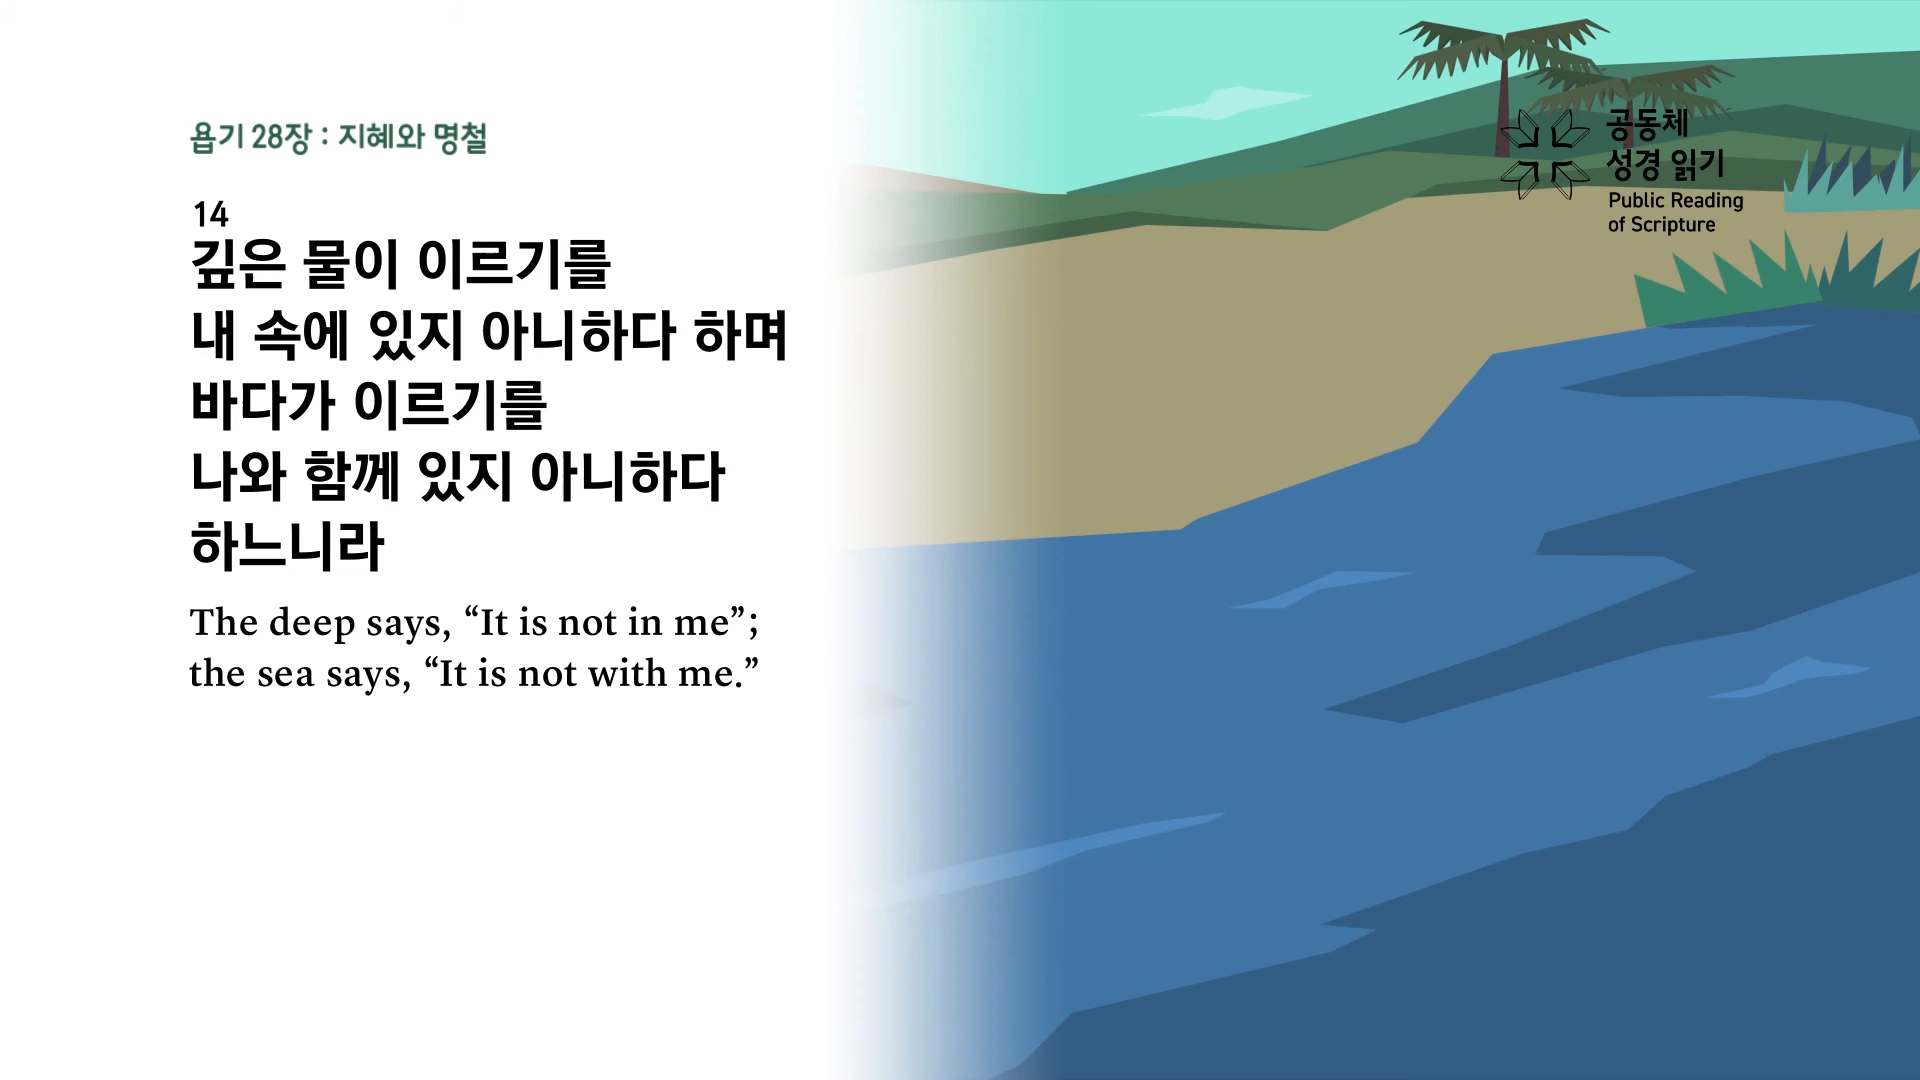 욥기 28장 : 지혜와 명철
14
깊은 물이 이르기를
내 속에 있지 아니하다 하며
바다가 이르기를
나와 함께 있지 아니하다
하느니라
The deep says, “It is not in me”;
the sea says, “It is not with me.”
공동체
성경 읽기
Public Reading
of Scripture